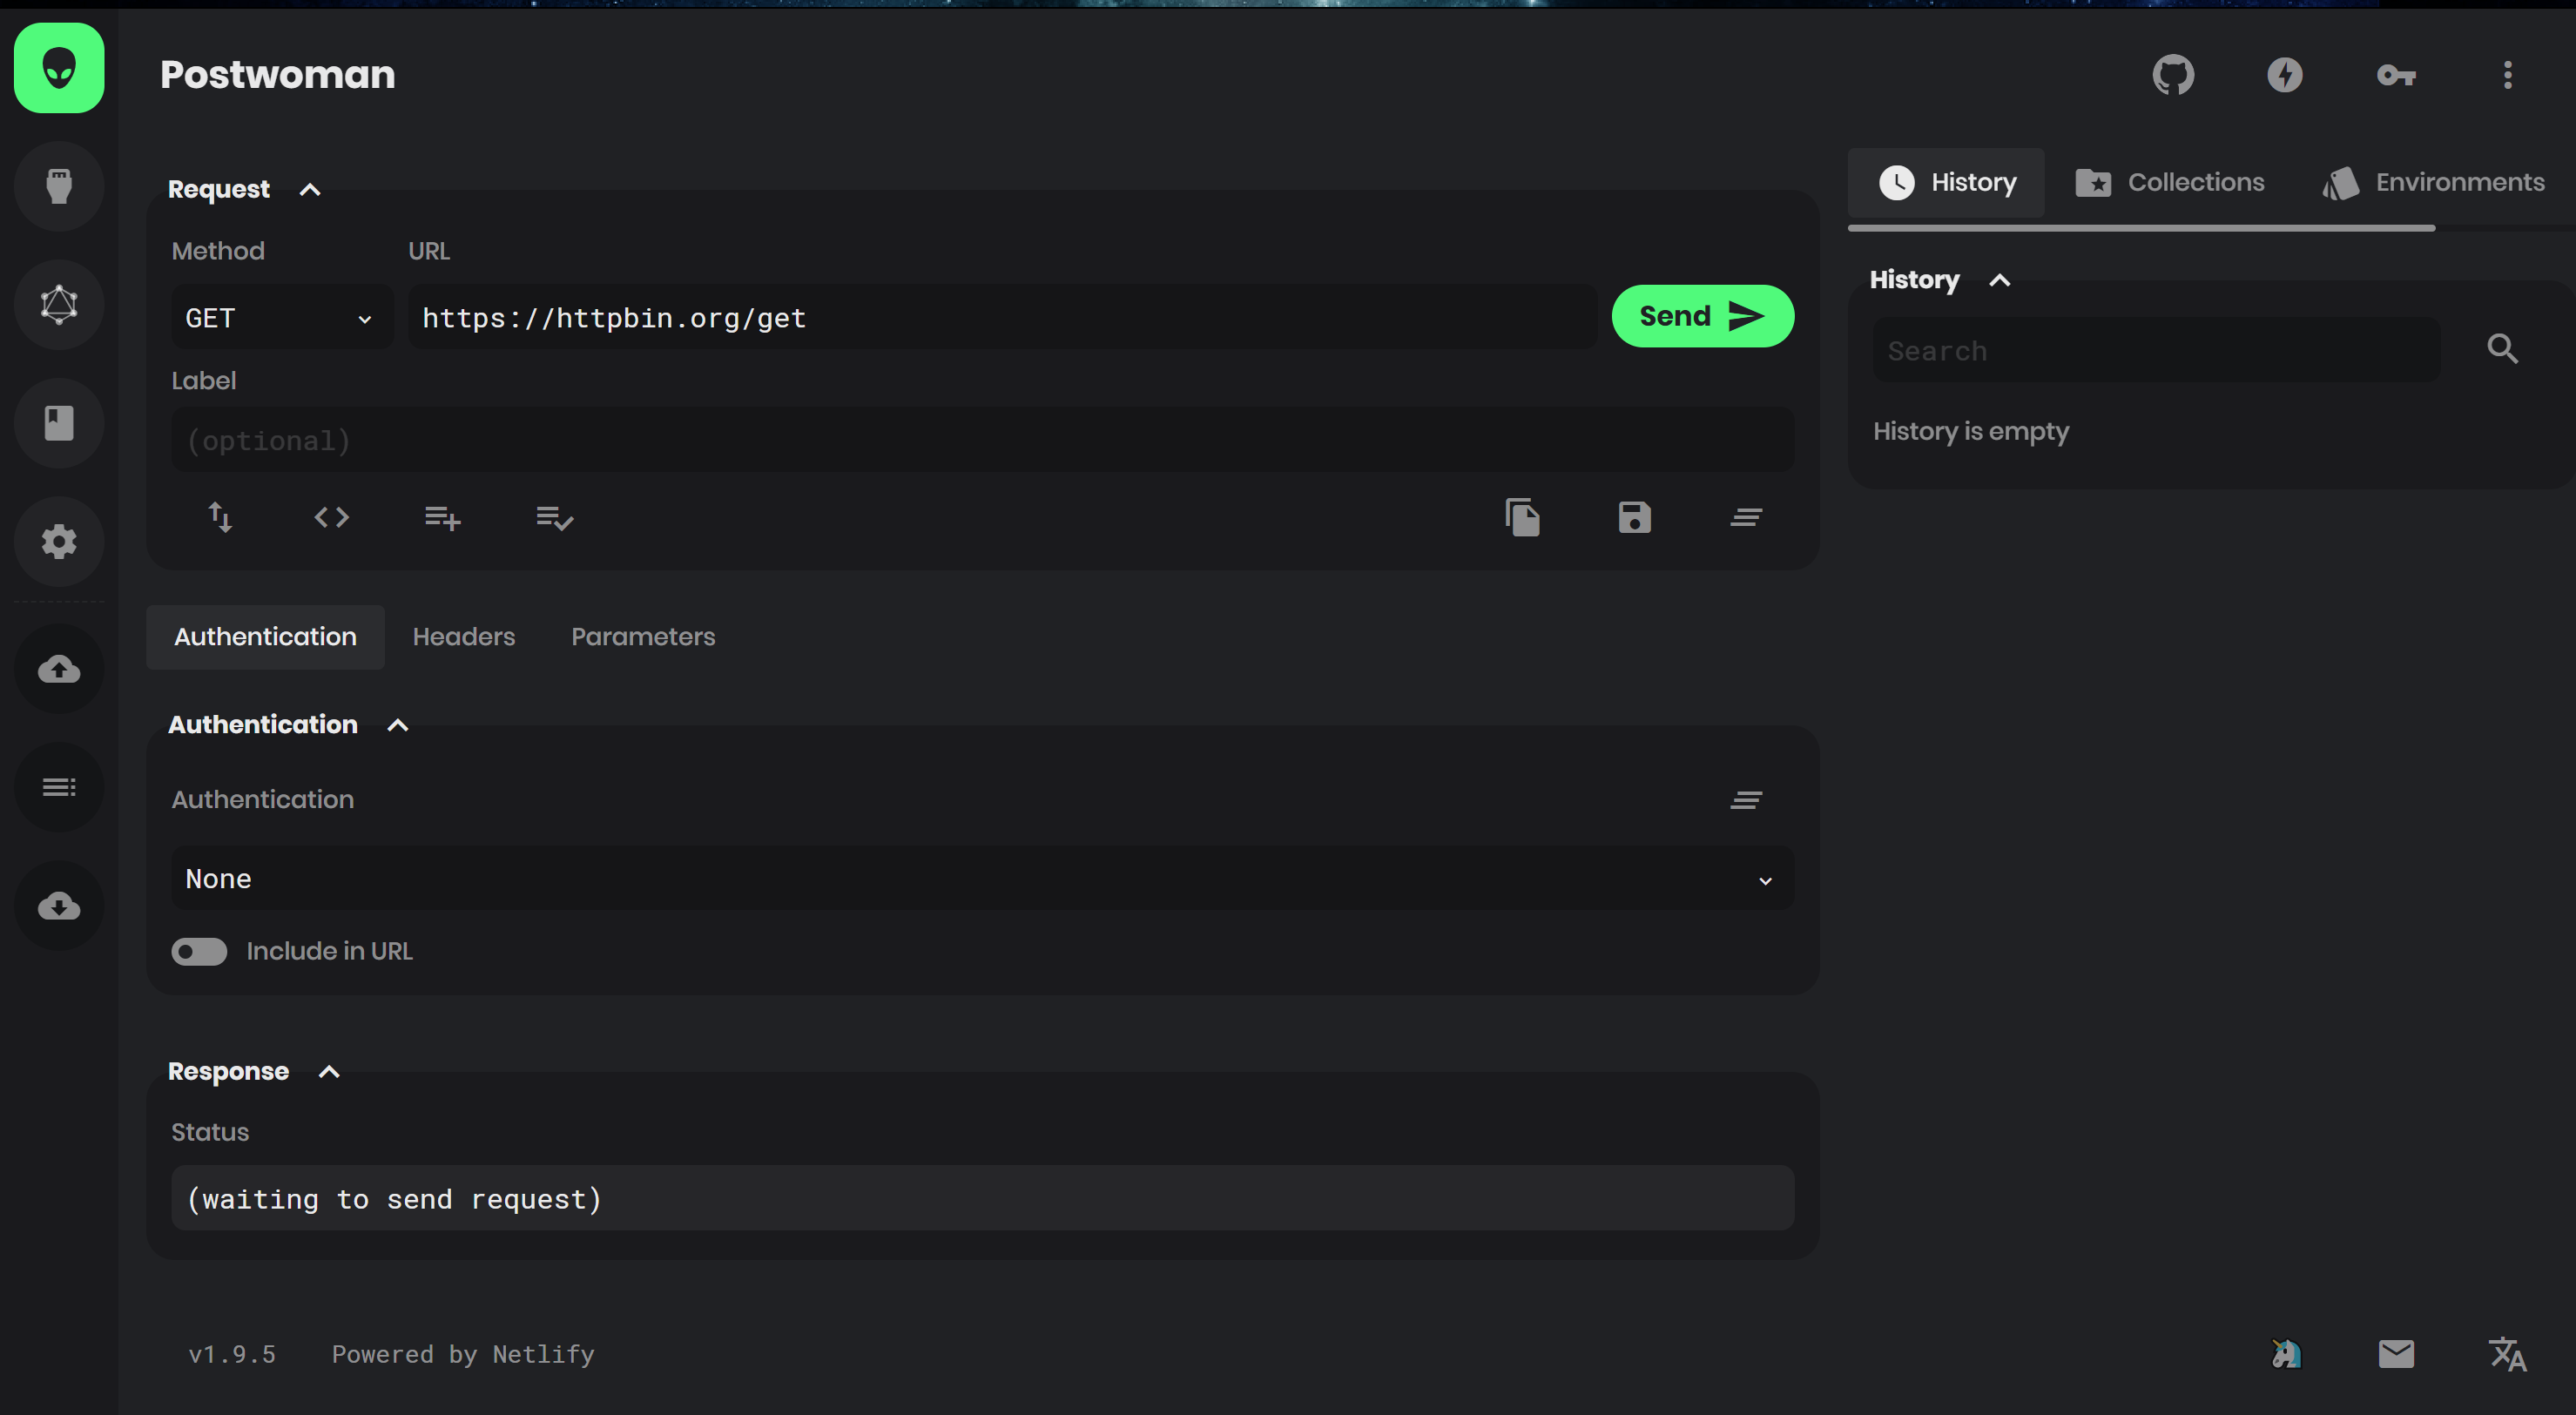 Postwoman
Request
Method URL
GET https://httpbin.org/get Send
Label
(optional)
Authentication Headers Parameters
Authentication
Authentication
None
Include in URL
Response
Status
(waiting to send request)
History Collections Environments
History
Search
History is empty
v1.9.5 Powered by Netlify